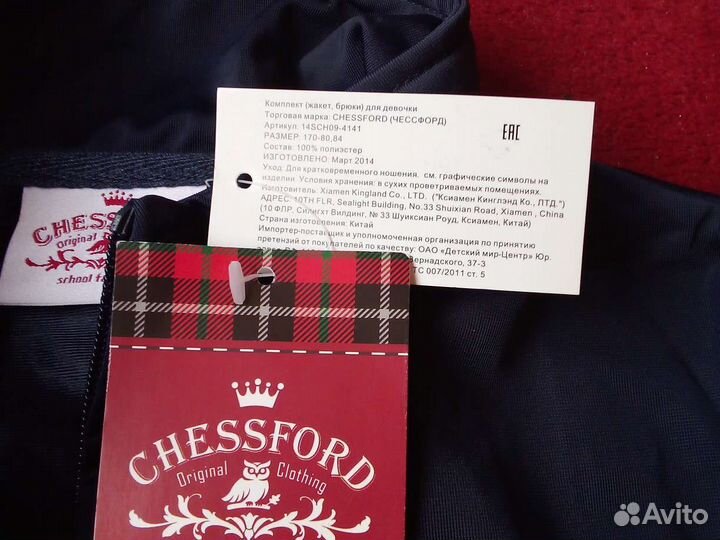 Комплект (жакет, брюки) для девочки
Торговая марка: CHESSFORD (ЧЕССФОРД)
Артикул: 14SCH09-4141
РАЗМЕР: 170-80,84
Состав: 100% полиэстер
ИЗГОТОВЛЕНО: Март 2014
Уход: Для кратковременного ношения. см. графические символы на
изделии. Условия хранения: в сухих проветриваемых помещениях.
Изготовитель: Xiamen Kingland Co., LTD. ("Ксиамен Кинглэнд Ко., ЛТД.")
АДРЕС: 10TH FLR, Sealight Building, No.33 Shuixian Road, Xiamen, China
(10 ФЛР, Силигхт Вилдинг, № 33 Шуиксиан Роуд, Ксиамен, Китай)
Страна изготовления: Китай
Импортер-поставщик и уполномоченная организация по принятию
претензий от покупателей по качеству: ОАО «Детский мир-Центр» Юр.
ернадского, 37-3
ТС 007/2011 ст. 5
EAC
CHESSFORD
Original
school
CHESSFORD
Original Clothing
Avito